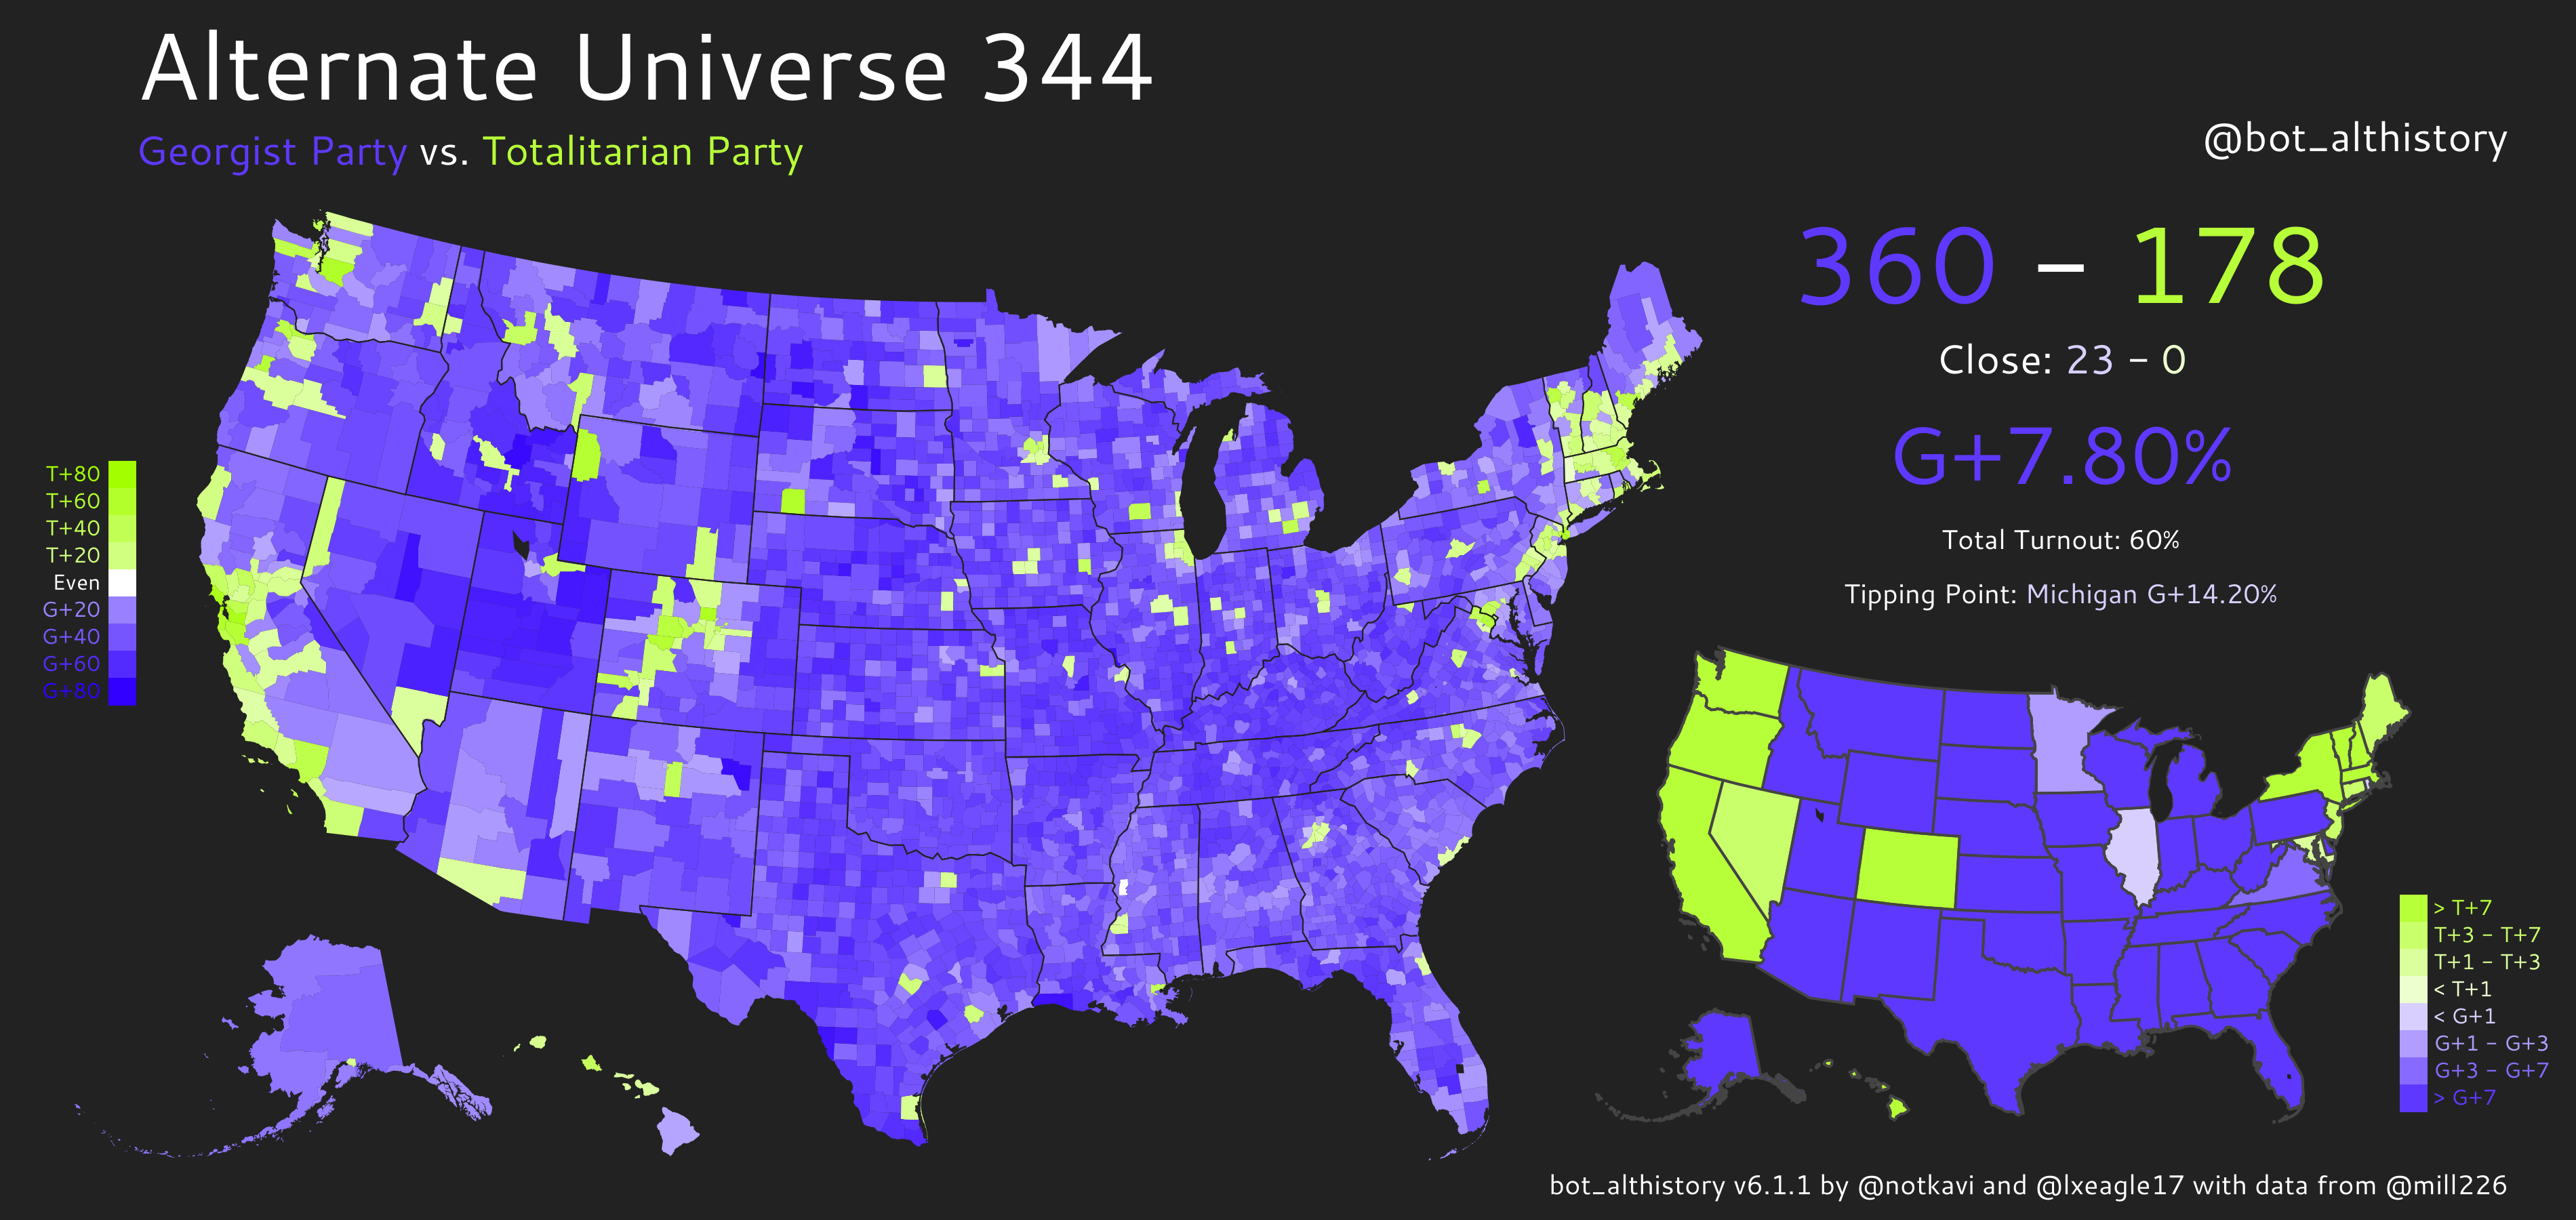 Alternate Universe 344
Georgist Party vs. Totalitarian Party
@bot_althistory
360 – 178
Close: 23 - 0
G+7.80%
Total Turnout: 60%
Tipping Point: Michigan G+14.20%
T+80
T+60
T+40
T+20
Even
G+20
G+40
G+60
G+80
> T+7
T+3 - T+7
T+1 - T+3
< T+1
< G+1
G+1 - G+3
G+3 - G+7
> G+7
bot_althistory v6.1.1 by @notkavi and @lxeagle17 with data from @mill226